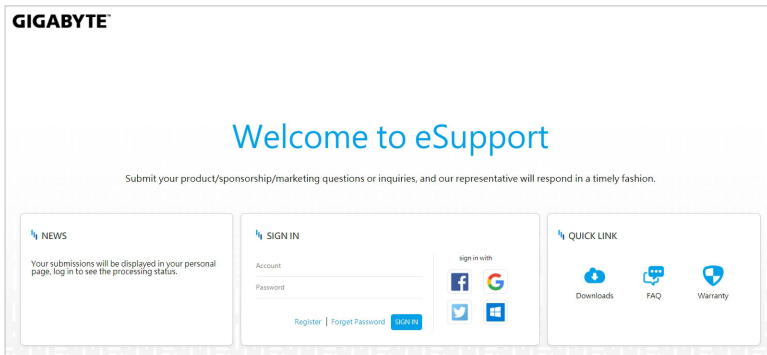 GIGABYTE™
Welcome to eSupport
Submit your product/sponsorship/marketing questions or inquiries, and our representative will respond in a timely fashion.
NEWS
Your submissions will be displayed in your personal
page, log in to see the processing status.
SIGN IN
Account
Password
Register | Forget Password SIGN IN
sign in with
QUICK LINK
Downloads FAQ Warranty